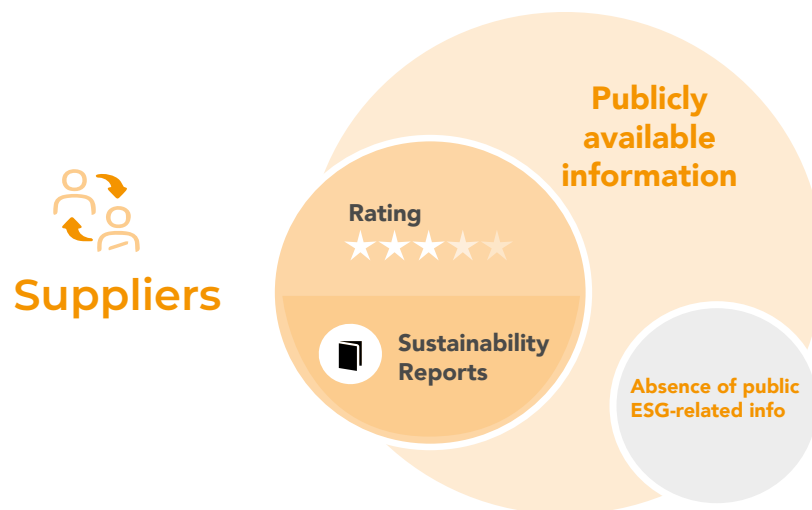 Publicly
available
information
Rating
Suppliers
Sustainability
Reports
Absence of public
ESG-related info